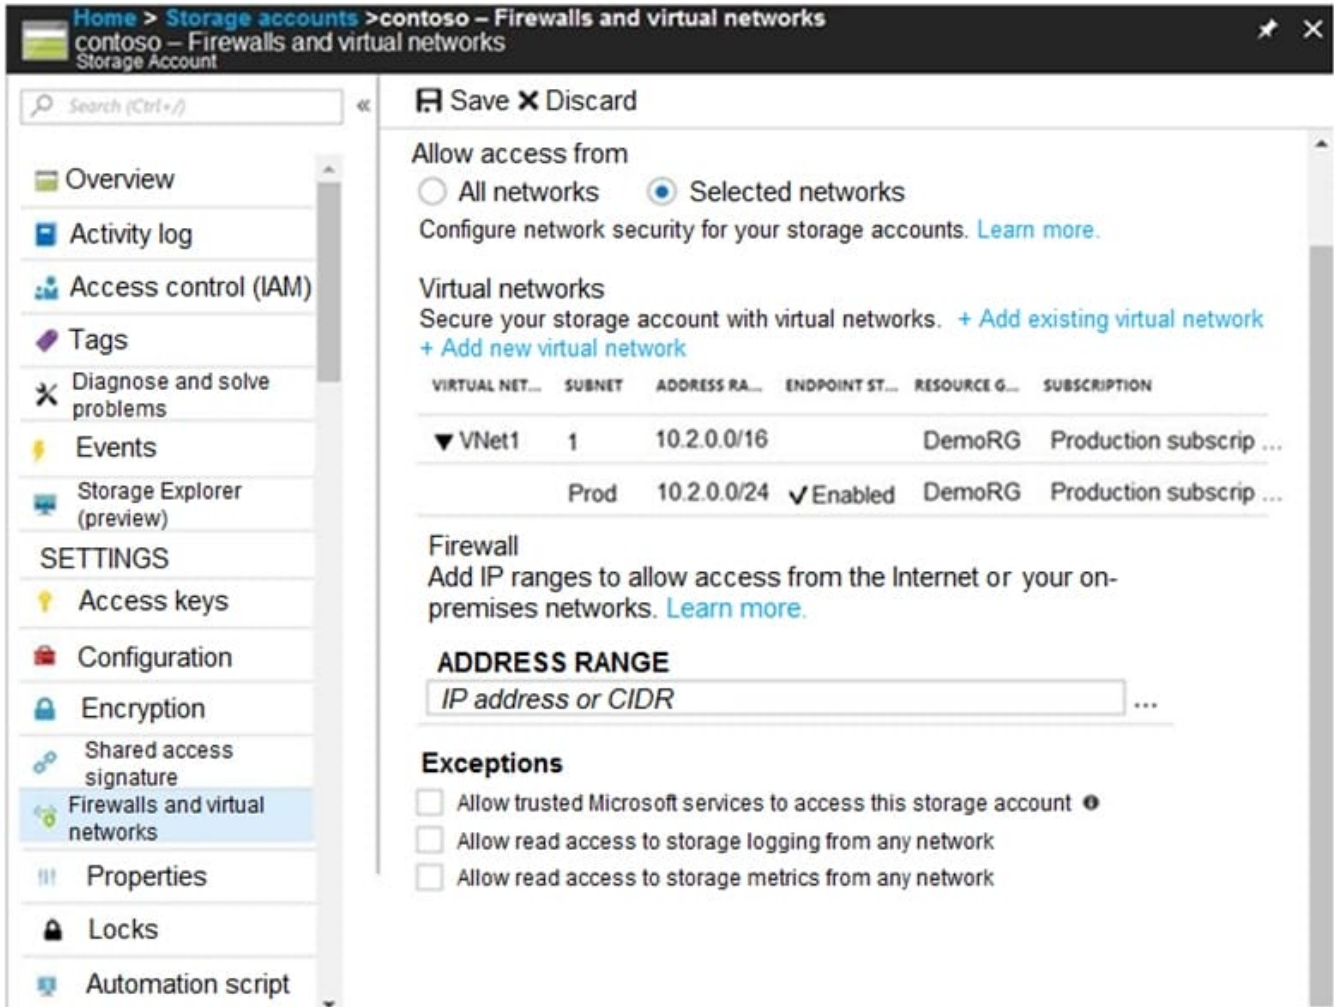 Home > Storage accounts >contoso – Firewalls and virtual networks
contoso – Firewalls and virtual networks
Storage Account
Search (Ctrl+/)
«
Overview
Activity log
Access control (IAM)
Tags
Diagnose and solve
problems
Events
Storage Explorer
(preview)
SETTINGS
Access keys
Configuration
Encryption
Shared access
signature
Firewalls and virtual
networks
Properties
Locks
Automation script
Save Discard
Allow access from
All networks Selected networks
Configure network security for your storage accounts. Learn more.
Virtual networks
Secure your storage account with virtual networks. + Add existing virtual network
+ Add new virtual network
VIRTUAL NET... SUBNET ADDRESS RA... ENDPOINT ST... RESOURCE G... SUBSCRIPTION
VNet1 1 10.2.0.0/16 DemoRG Production subscrip ...
Prod 10.2.0.0/24 Enabled DemoRG Production subscrip ...
Firewall
Add IP ranges to allow access from the Internet or your on-
premises networks. Learn more.
ADDRESS RANGE
IP address or CIDR ...
Exceptions
Allow trusted Microsoft services to access this storage account
Allow read access to storage logging from any network
Allow read access to storage metrics from any network